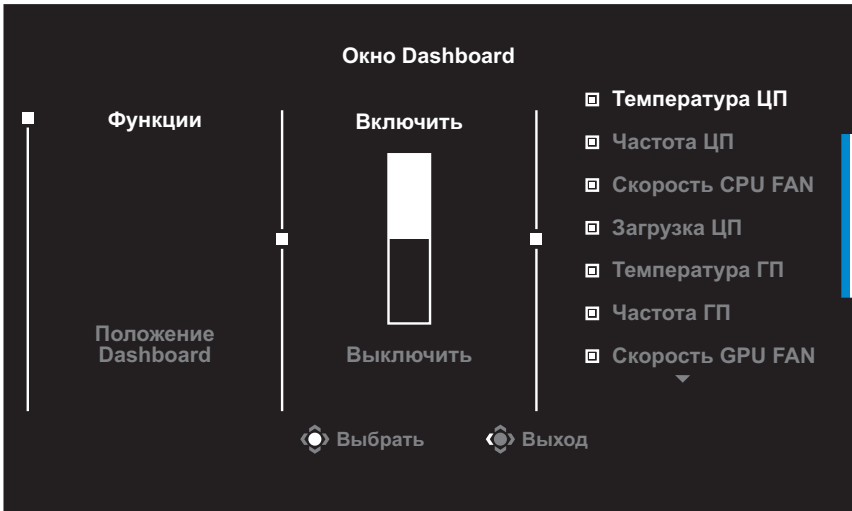 Окно Dashboard
Функции
Положение
Dashboard
Включить
Выключить
Температура ЦП
Частота ЦП
Скорость CPU FAN
Загрузка ЦП
Температура ГП
Частота ГП
Скорость GPU FAN
Выбрать
Выход